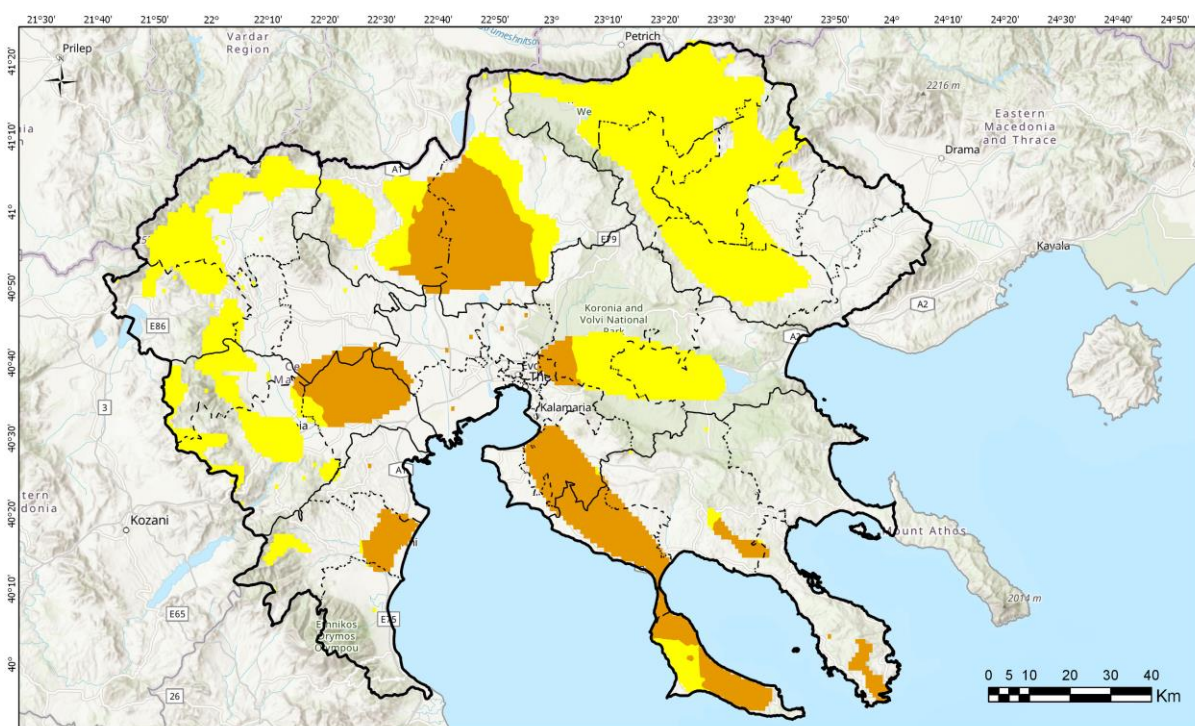 21°30' 21°40' 21°50' 22° 22°10' 22°20' 22°30' 22°40' 22°50' 23° 23°10' 23°20' 23°30' 23°40' 23°50' 24° 24°10' 24°20' 24°30' 24°40' 24°50'
Prilep
Vardar
Region
Petrich
41°20'
2216 m
We
Eastern
Macedonia
and Thrace
41°10'
Drama
A1
41°
E79
Kavala
40°50'
A2
Koronia and
Volvi National
Park
E86
40°40'
Kalamaria
3
40°30'
A1
Kozani
40°20'
Mount Athos
40°10'
E65
E75
2014 m
Ethnikos
Drymos
Olympou
40°
26
0 5 10 20 30 40
Km